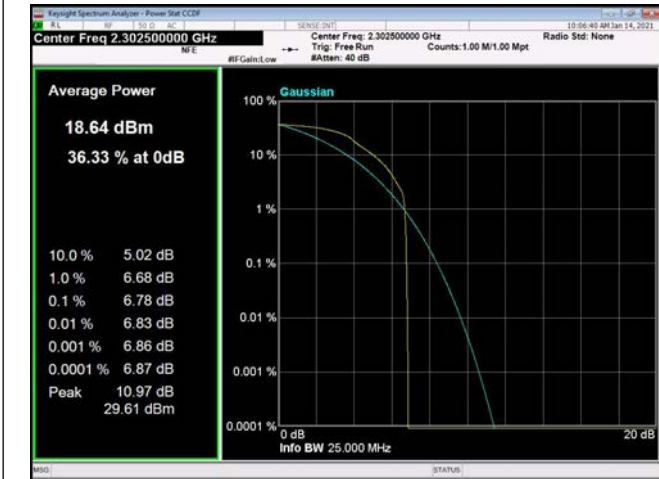 Keysight Spectrum Analyzer - Power Stat CCDF
RL RF 50 Ω AC SENSE:INT 10:06:40 AM Jan 14, 2021
Center Freq 2.302500000 GHz Center Freq: 2.302500000 GHz Radio Std: None
NFE Trig: Free Run Counts:1.00 M/1.00 Mpt
#IFGain:Low #Atten: 40 dB
Average Power
18.64 dBm
36.33 % at 0dB
10.0 % 5.02 dB
1.0 % 6.68 dB
0.1 % 6.78 dB
0.01 % 6.83 dB
0.001 % 6.86 dB
0.0001 % 6.87 dB
Peak 10.97 dB
29.61 dBm
Gaussian
100 %
10 %
1 %
0.1 %
0.01 %
0.001 %
0.0001 %
0 dB 20 dB
Info BW 25.000 MHz
MSG STATUS